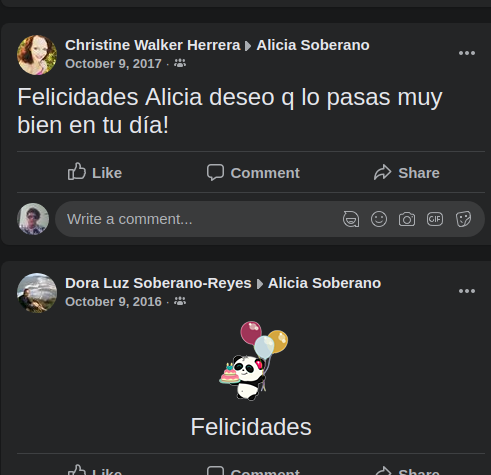 Christine Walker Herrera Alicia Soberano
October 9, 2017 ·
Felicidades Alicia deseo q lo pasas muy
bien en tu día!
Like Comment Share
Write a comment...
GIF
Dora Luz Soberano-Reyes Alicia Soberano
October 9, 2016 ·
Felicidades
Like Comment Share